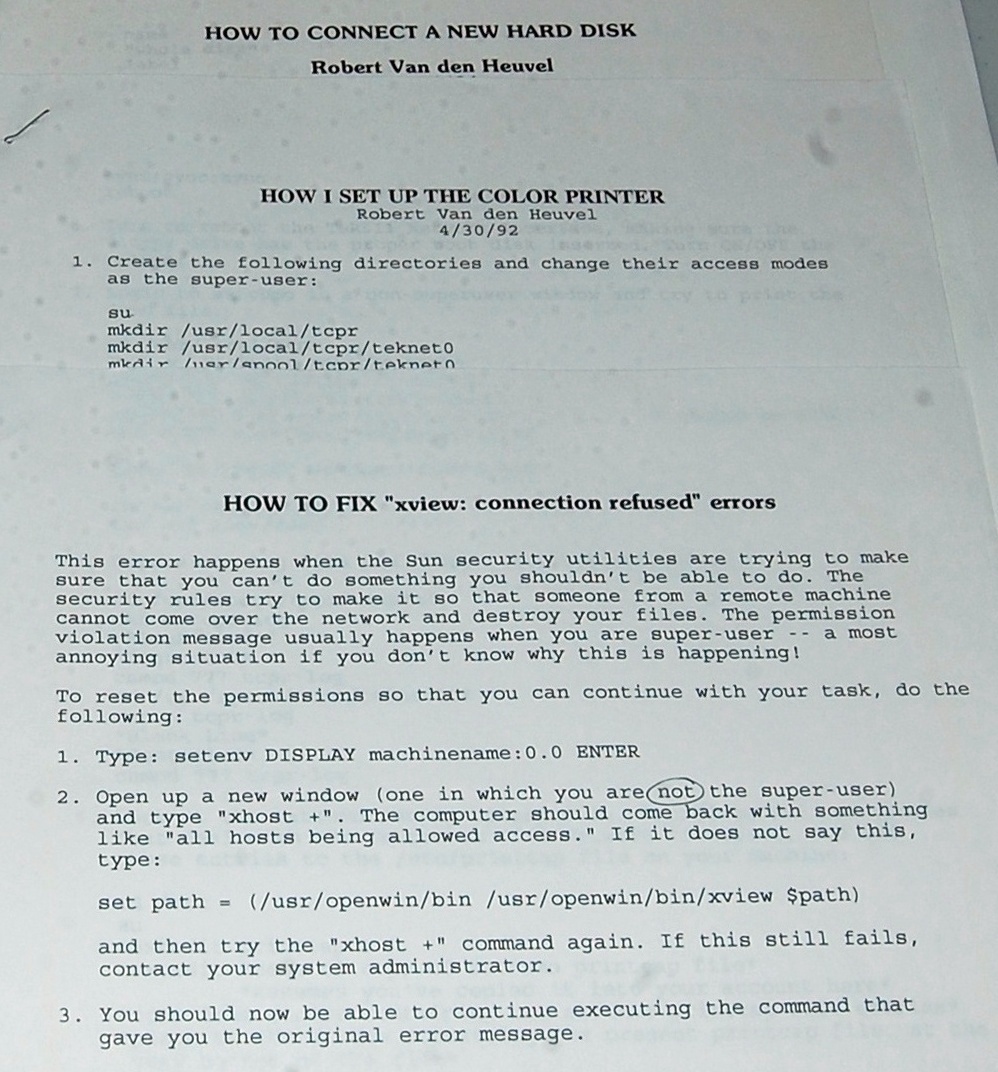 HOW TO CONNECT A NEW HARD DISK
Robert Van den Heuvel
HOW I SET UP THE COLOR PRINTER
Robert Van den Heuvel
4/30/92
1. Create the following directories and change their access modes
as the super-user:
su
mkdir /usr/local/tcpr
mkdir /usr/local/tcpr/teknet0
mkdir /usr/spool/tcpr/teknet0
HOW TO FIX "xview: connection refused" errors
This error happens when the Sun security utilities are trying to make
sure that you can't do something you shouldn't be able to do. The
security rules try to make it so that someone from a remote machine
cannot come over the network and destroy your files. The permission
violation message usually happens when you are super-user -- a most
annoying situation if you don't know why this is happening!
To reset the permissions so that you can continue with your task, do the
following:
1. Type: setenv DISPLAY machinename:0.0 ENTER
2. Open up a new window (one in which you are not the super-user)
and type "xhost +". The computer should come back with something
like "all hosts being allowed access." If it does not say this,
type:
set path = (/usr/openwin/bin /usr/openwin/bin/xview $path)
and then try the "xhost +" command again. If this still fails,
contact your system administrator.
3. You should now be able to continue executing the command that
gave you the original error message.